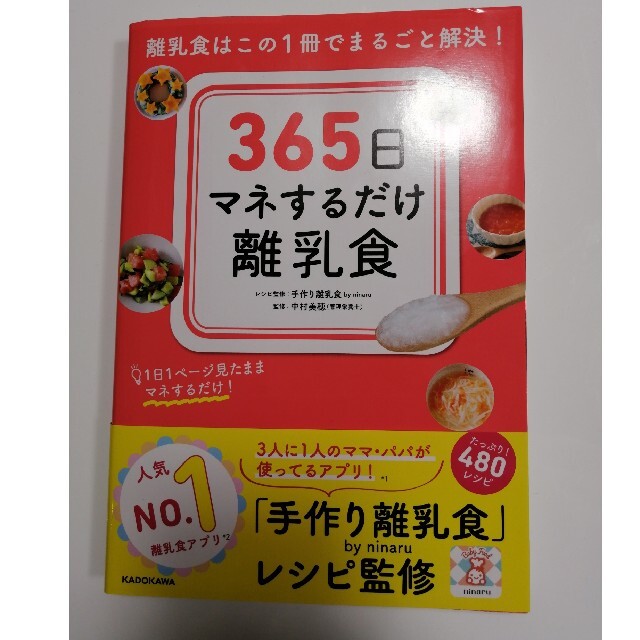 離乳食はこの1冊でまるごと解決！
365日
マネするだけ
離乳食
レシピ監修：手作り離乳食 by ninaru
監修：中村美穂（管理栄養士）
1日1ページ見たまま
マネするだけ！
3人に1人のママ・パパが
使ってるアプリ！*1
たっぷり！
480
レシピ
人気
NO.1
離乳食アプリ*2
「手作り離乳食」
by ninaru
レシピ監修
KADOKAWA
Baby Food
ninaru